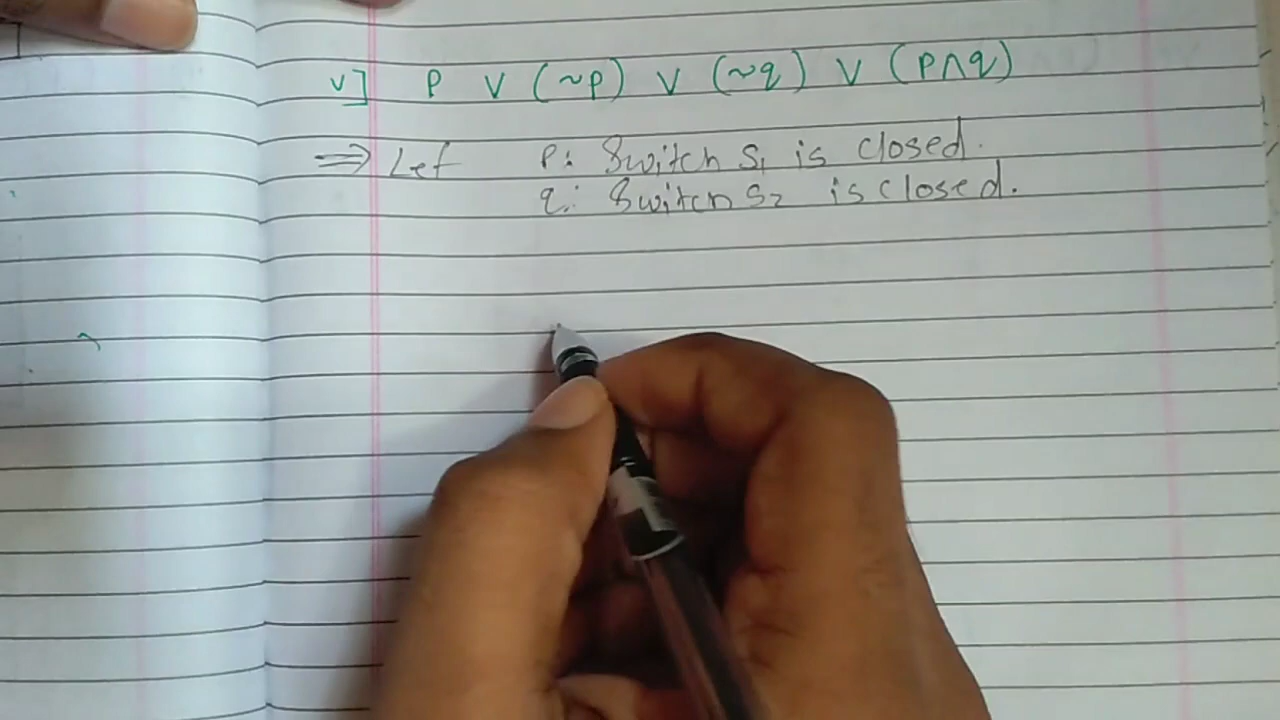 v] p ∨ (~p) ∨ (~q) ∨ (p∧q)
⇒ Let p: Switch S₁ is closed.
q: Switch S₂ is closed.